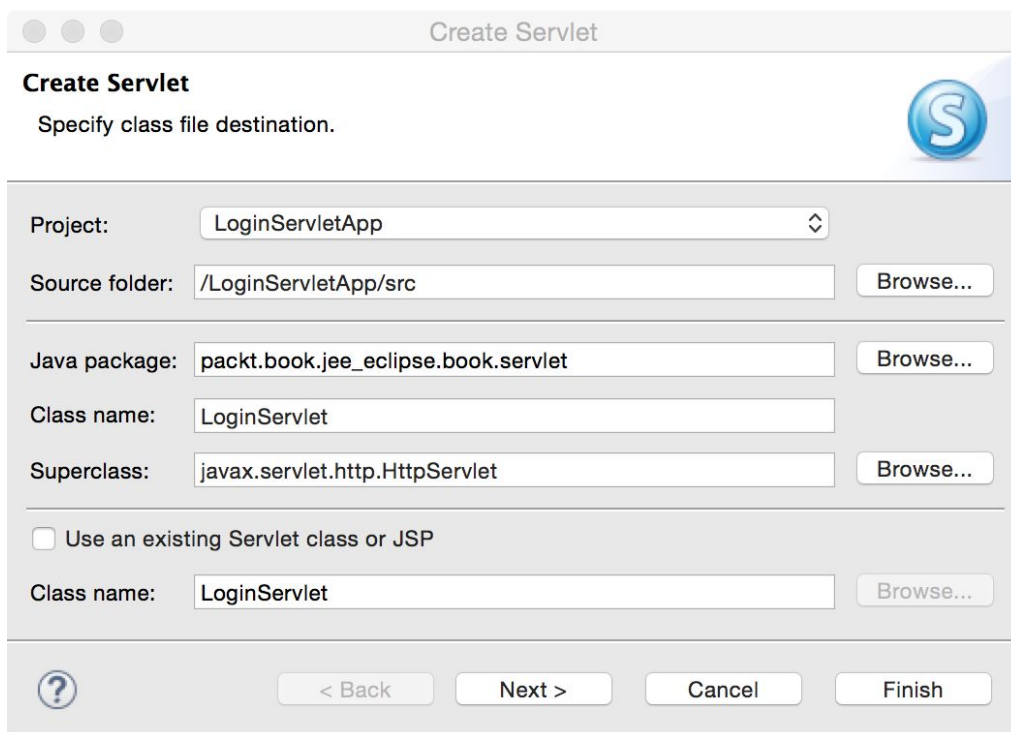 Create Servlet
Create Servlet
Specify class file destination.
S
Project: LoginServletApp
Source folder: /LoginServletApp/src Browse...
Java package: packt.book.jee_eclipse.book.servlet Browse...
Class name: LoginServlet
Superclass: javax.servlet.http.HttpServlet Browse...
Use an existing Servlet class or JSP
Class name: LoginServlet Browse...
? < Back Next > Cancel Finish